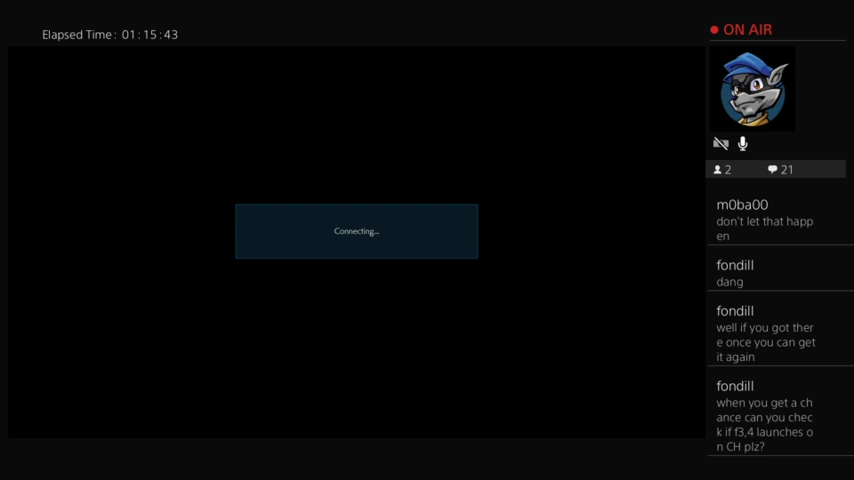 Elapsed Time: 01:15:43
ON AIR
2 21
m0ba00
don't let that happ
en
fondill
dang
fondill
well if you got ther
e once you can get
it again
fondill
when you get a ch
ance can you chec
k if f3,4 launches o
n CH plz?
Connecting...